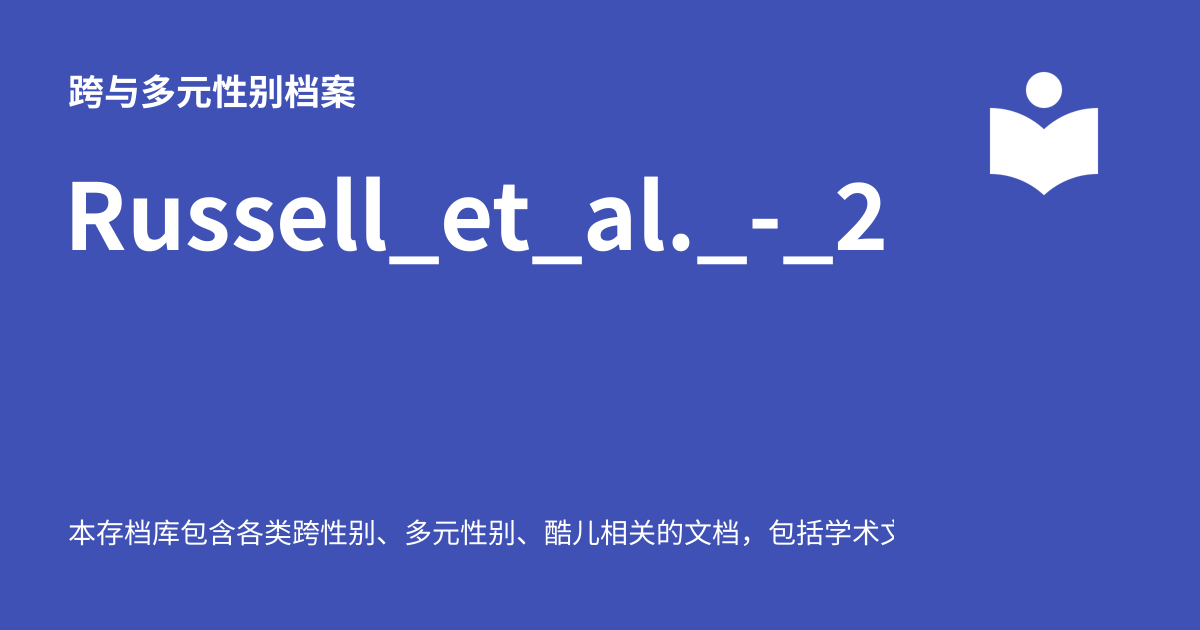 跨与多元性别档案
Russell_et_al._-_2
本存档库包含各类跨性别、多元性别、酷儿相关的文档，包括学术